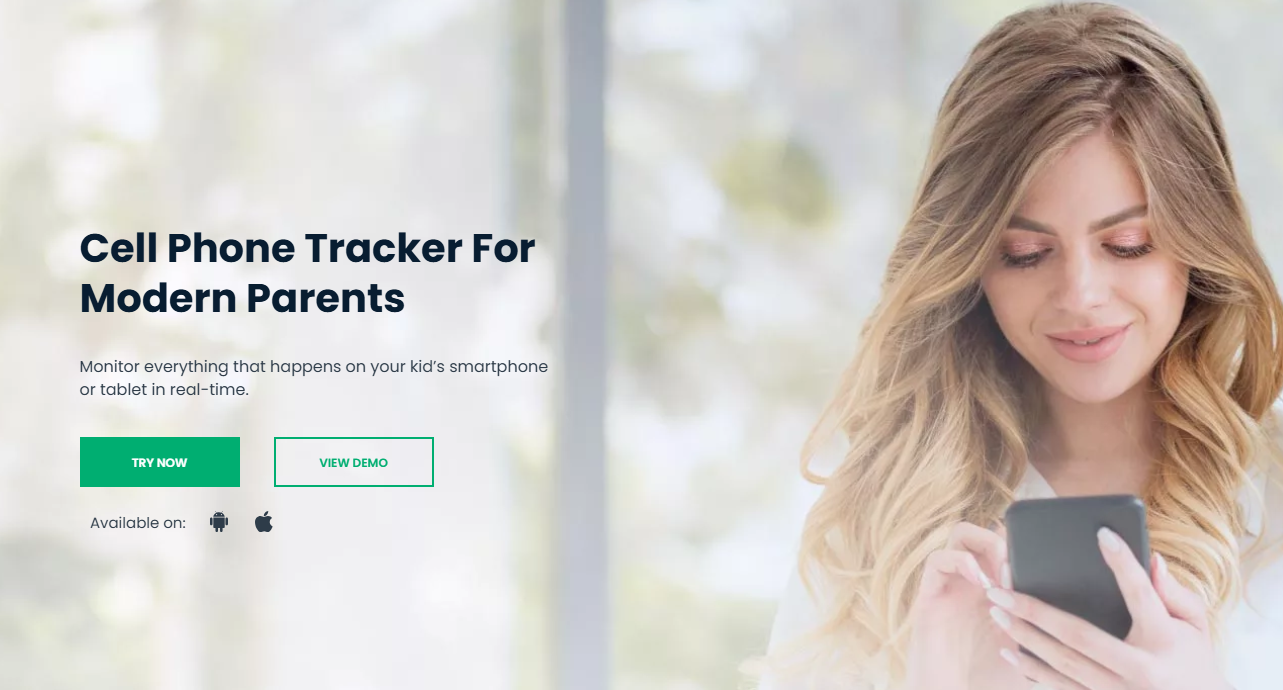 Cell Phone Tracker For
Modern Parents
Monitor everything that happens on your kid’s smartphone
or tablet in real-time.
TRY NOW
VIEW DEMO
Available on: